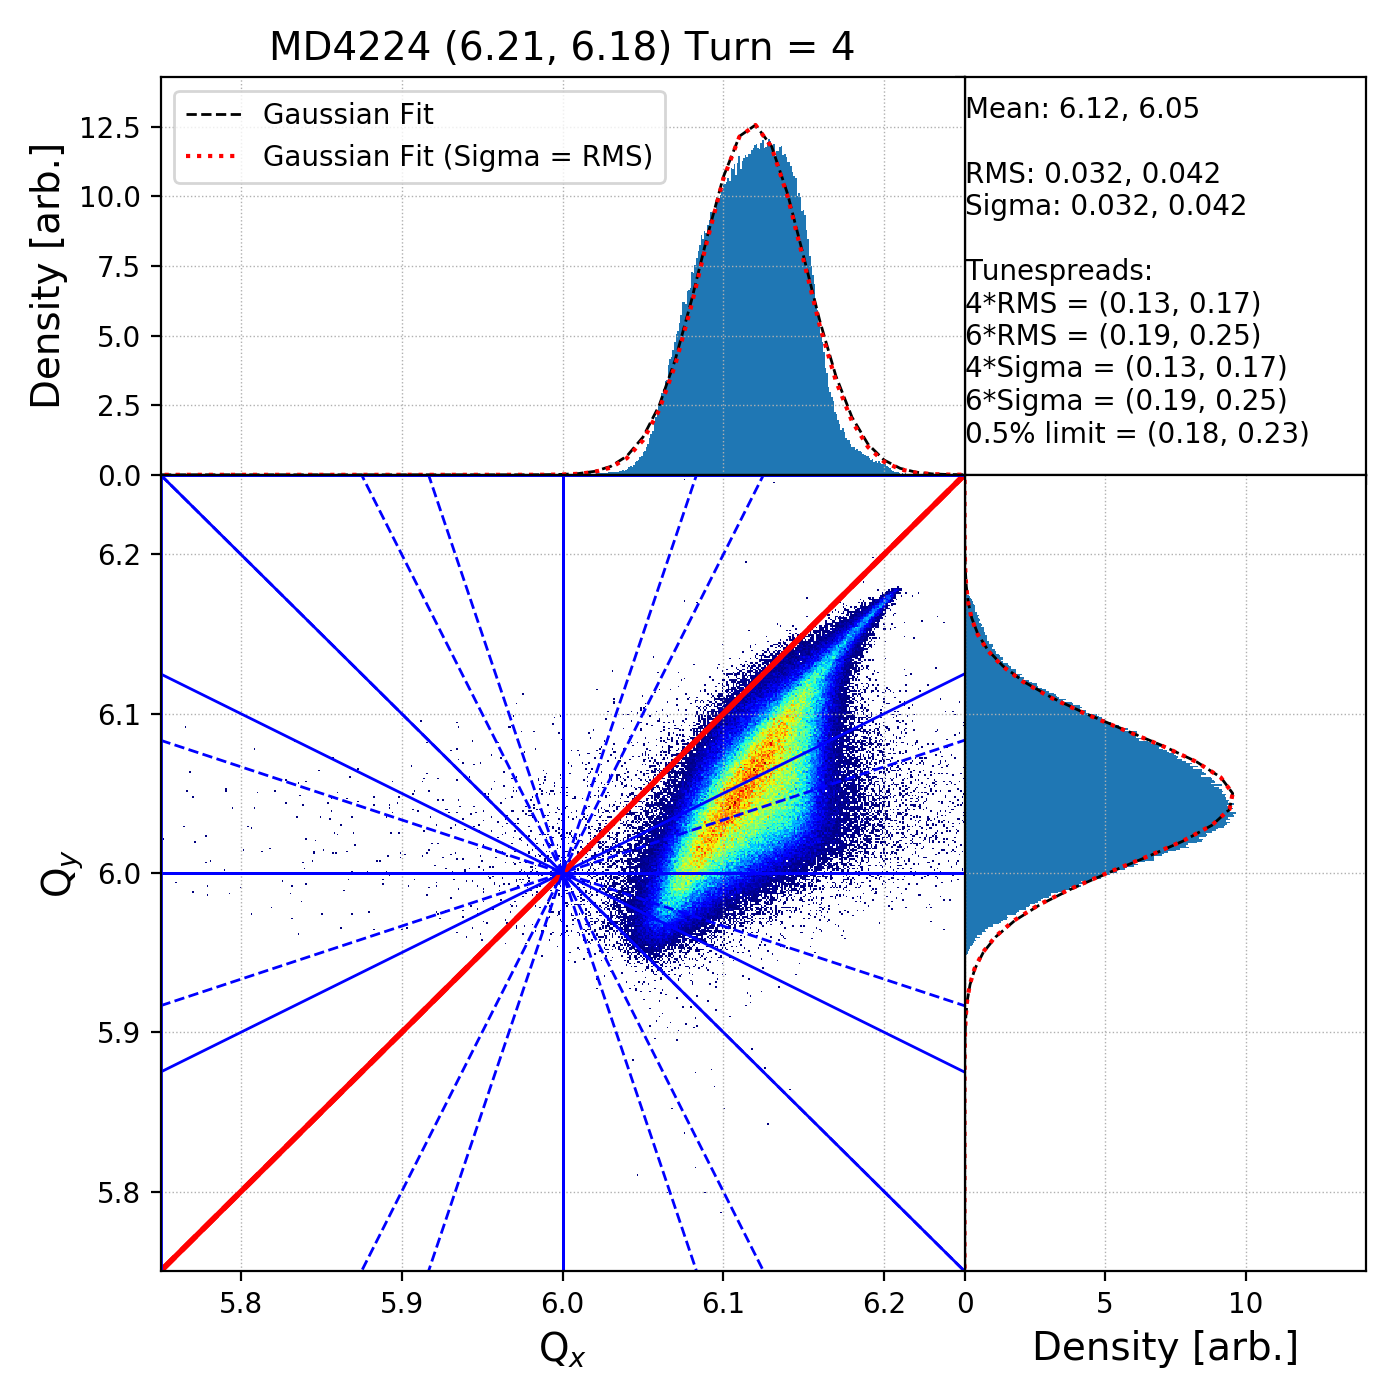 MD4224 (6.21, 6.18) Turn = 4
Gaussian Fit
Gaussian Fit (Sigma = RMS)
Density [arb.]
12.5
10.0
7.5
5.0
2.5
0.0
Mean: 6.12, 6.05
RMS: 0.032, 0.042
Sigma: 0.032, 0.042
Tunespreads:
4*RMS = (0.13, 0.17)
6*RMS = (0.19, 0.25)
4*Sigma = (0.13, 0.17)
6*Sigma = (0.19, 0.25)
0.5% limit = (0.18, 0.23)
Qy
6.2
6.1
6.0
5.9
5.8
5.8 5.9 6.0 6.1 6.2
Qx
0 5 10
Density [arb.]